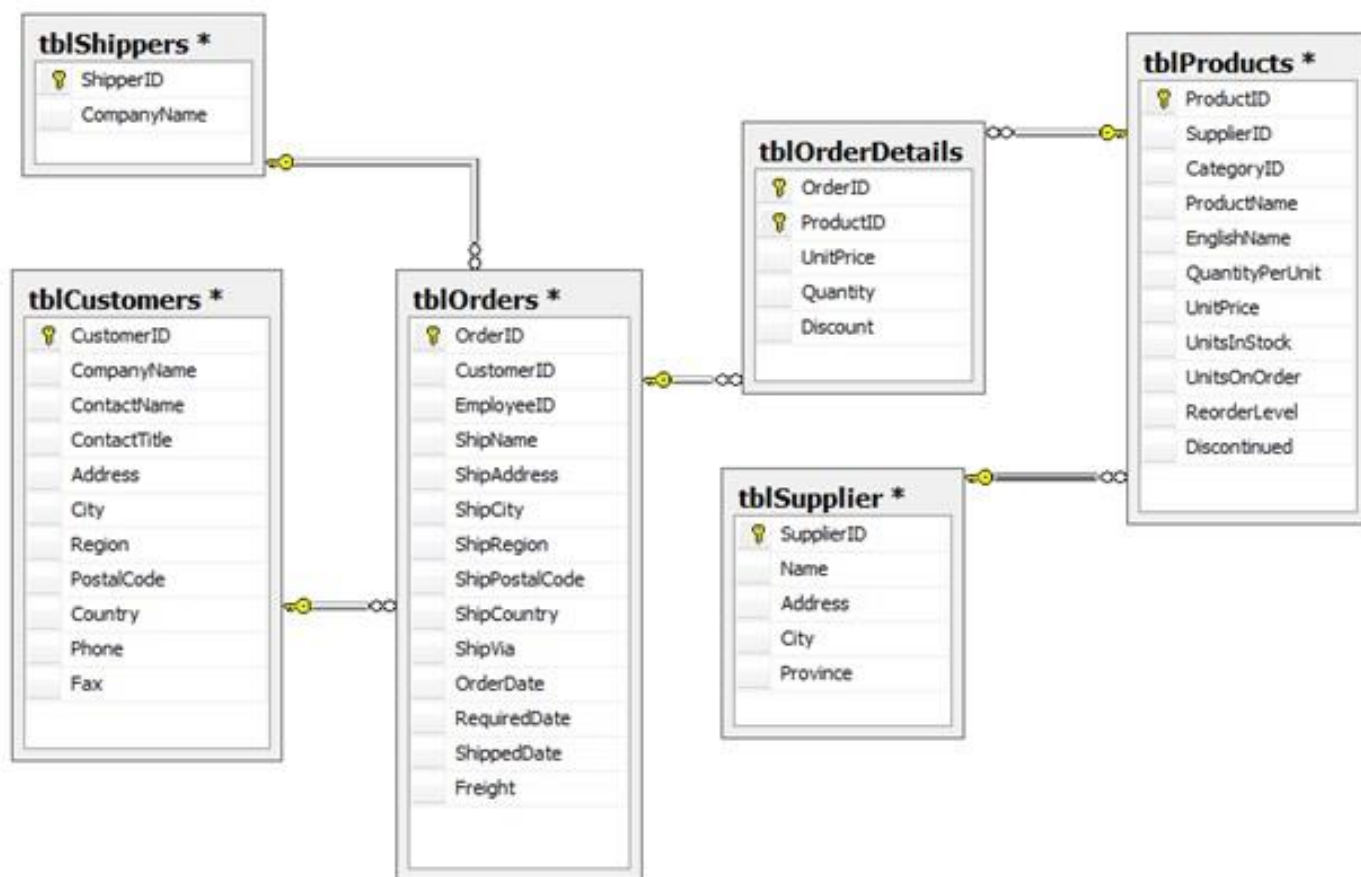 tblShippers *
ShipperID
CompanyName
tblCustomers *
CustomerID
CompanyName
ContactName
ContactTitle
Address
City
Region
PostalCode
Country
Phone
Fax
tblOrders *
OrderID
CustomerID
EmployeeID
ShipName
ShipAddress
ShipCity
ShipRegion
ShipPostalCode
ShipCountry
ShipVia
OrderDate
RequiredDate
ShippedDate
Freight
tblOrderDetails
OrderID
ProductID
UnitPrice
Quantity
Discount
tblSupplier *
SupplierID
Name
Address
City
Province
tblProducts *
ProductID
SupplierID
CategoryID
ProductName
EnglishName
QuantityPerUnit
UnitPrice
UnitsInStock
UnitsOnOrder
ReorderLevel
Discontinued